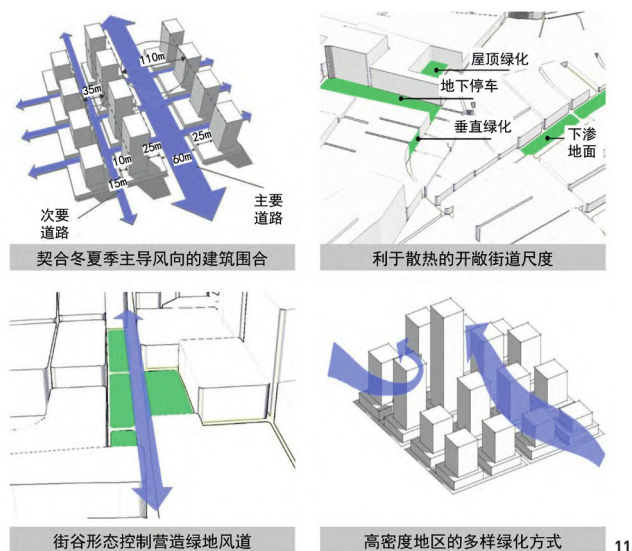 110m
35m
25m
25m
10m
60m
15m
次要
道路
主要
道路
契合冬夏季主导风向的建筑围合
屋顶绿化
地下停车
垂直绿化
下渗
地面
利于散热的开敞街道尺度
街谷形态控制营造绿地风道
高密度地区的多样绿化方式
11